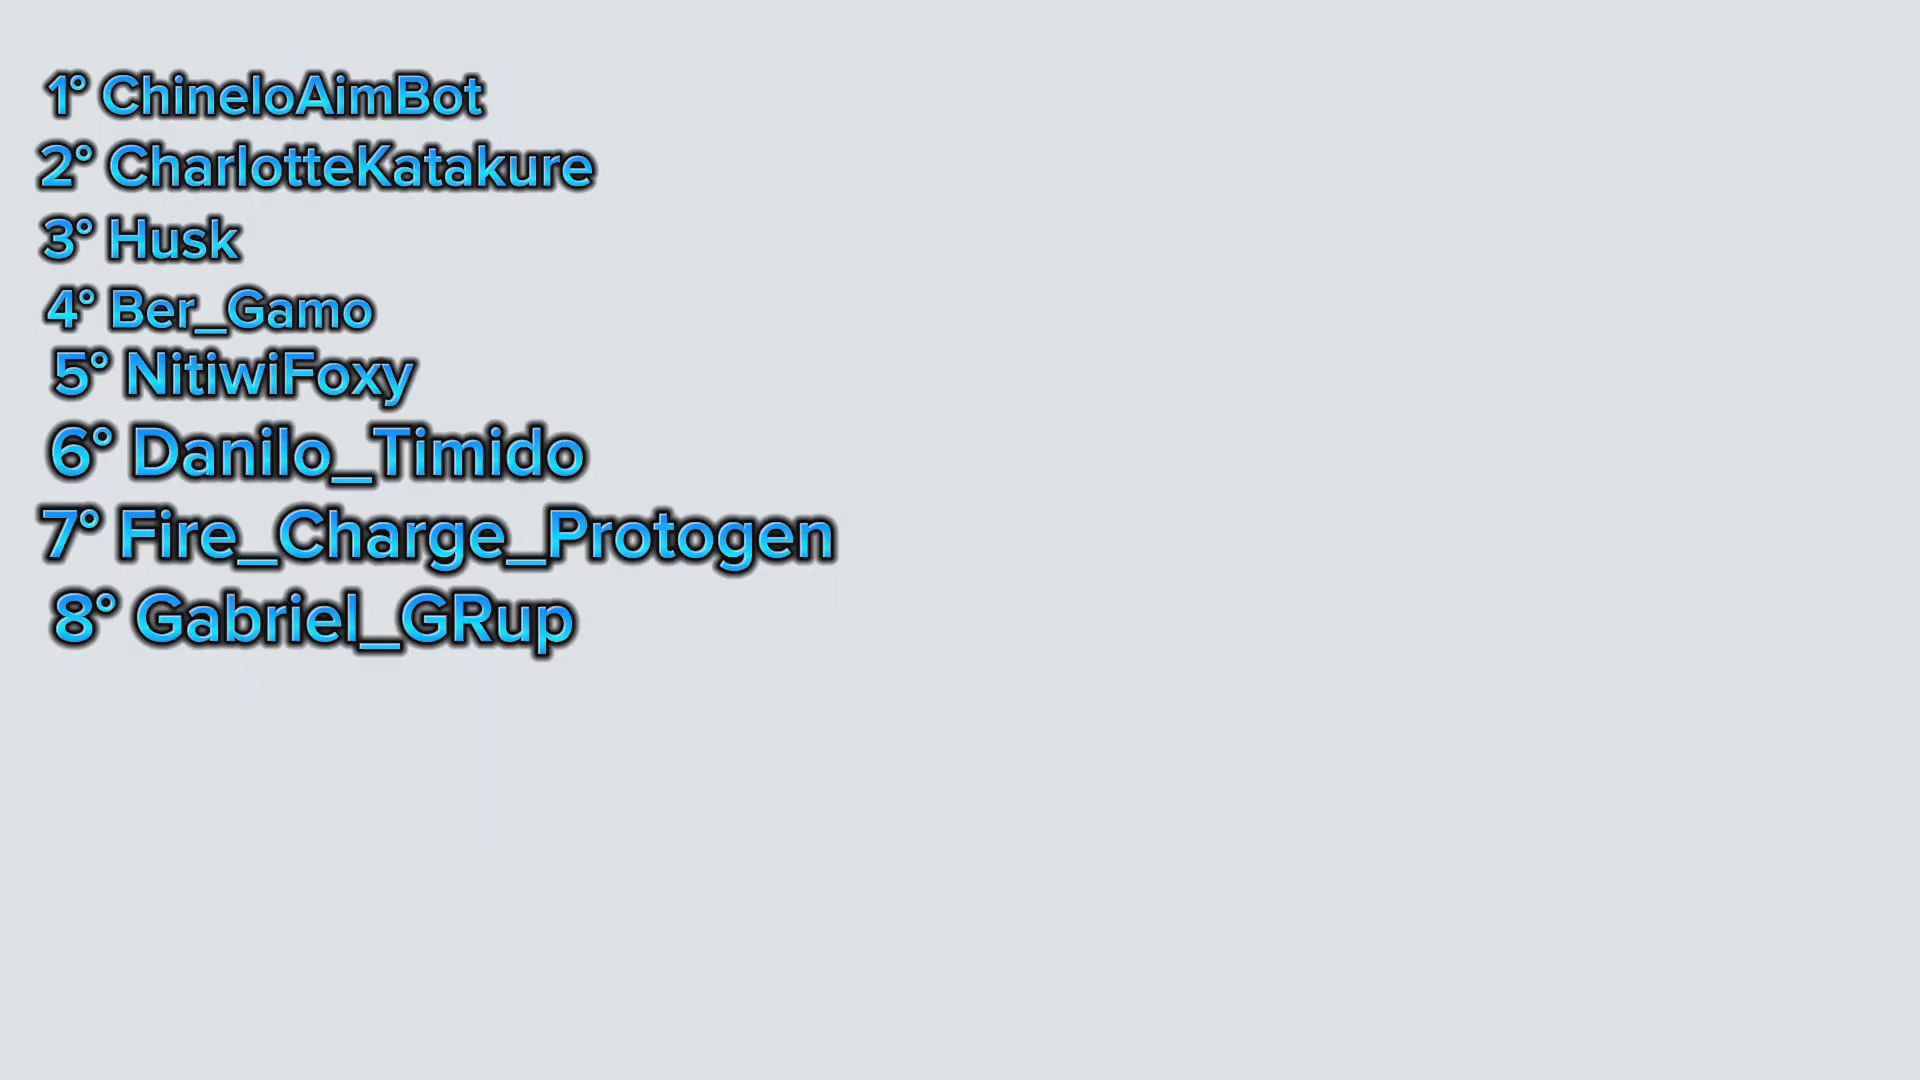 1° ChineloAimBot
2° CharlotteKatakure
3° Husk
4° Ber_Gamo
5° NitiwiFoxy
6° Danilo_Timido
7° Fire_Charge_Protogen
8° Gabriel_GRup